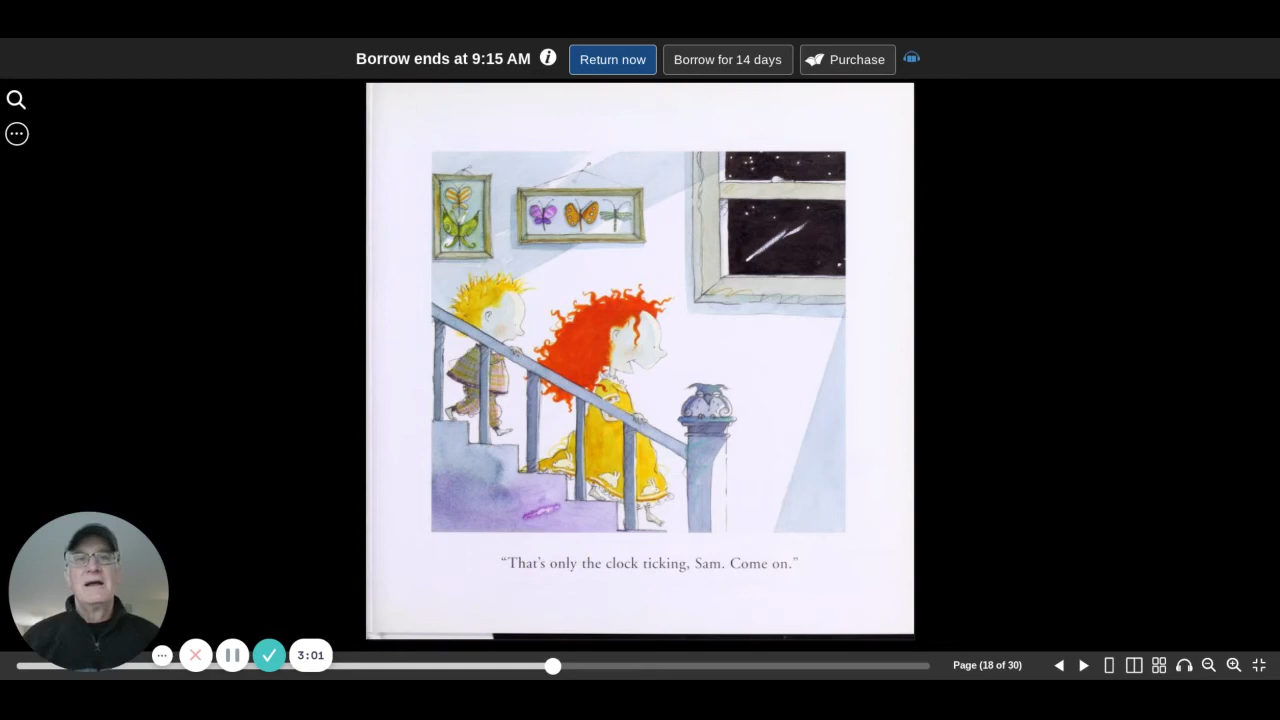 Borrow ends at 9:15 AM
Return now
Borrow for 14 days
Purchase
“That’s only the clock ticking, Sam. Come on.”
3:01
Page (18 of 30)